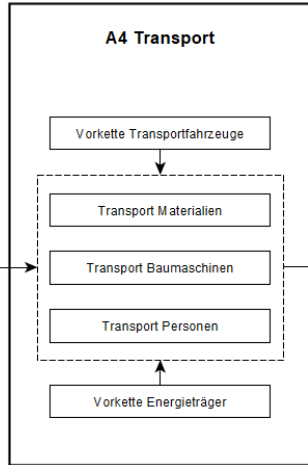 A4 Transport
Vorkette Transportfahrzeuge
Transport Materialien
Transport Baumaschinen
Transport Personen
Vorkette Energieträger